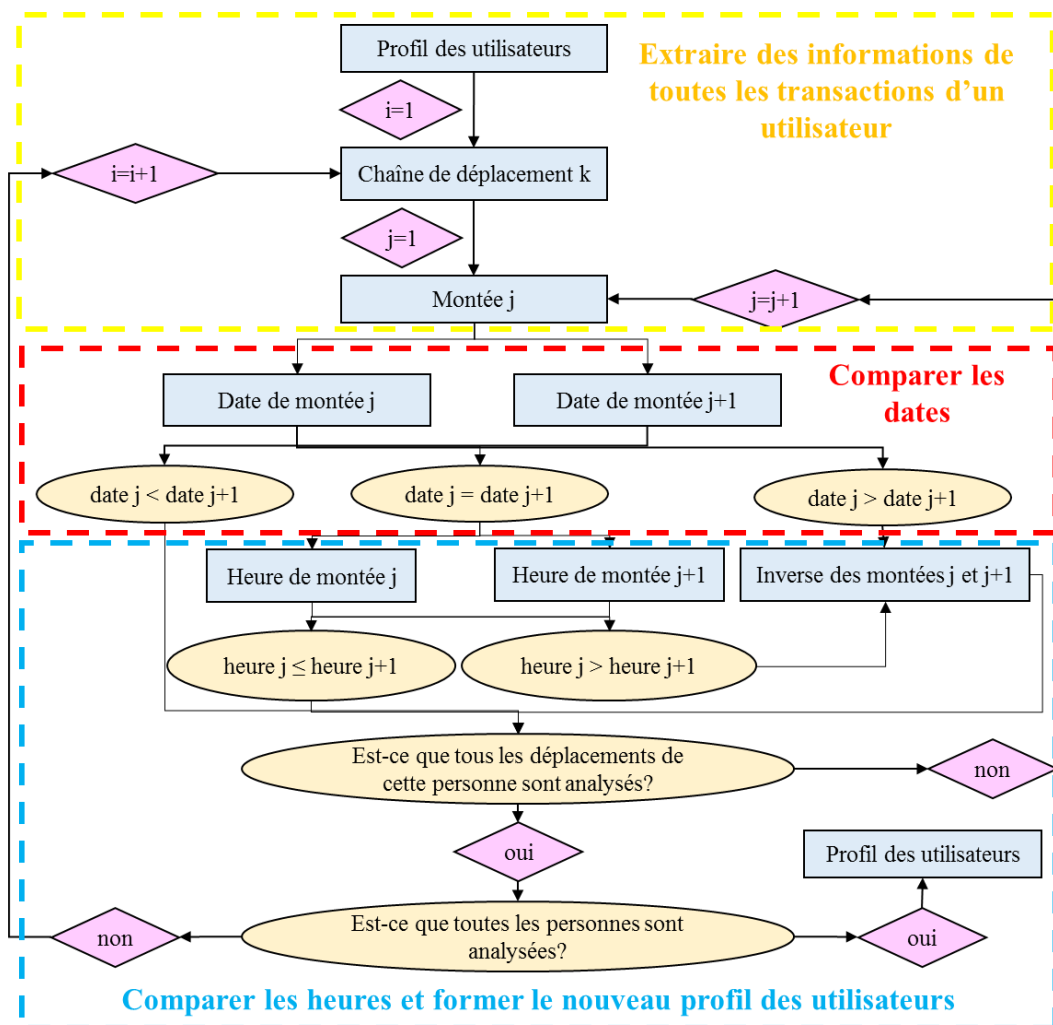 Profil des utilisateurs
Extraire des informations de
toutes les transactions d’un
utilisateur
i=1
i=i+1
Chaîne de déplacement k
j=1
Montée j
j=j+1
Comparer les
dates
Date de montée j
Date de montée j+1
date j < date j+1
date j = date j+1
date j > date j+1
Heure de montée j
Heure de montée j+1
Inverse des montées j et j+1
heure j ≤ heure j+1
heure j > heure j+1
Est-ce que tous les déplacements de
cette personne sont analysés?
non
oui
Profil des utilisateurs
Est-ce que toutes les personnes sont
analysées?
non
oui
Comparer les heures et former le nouveau profil des utilisateurs